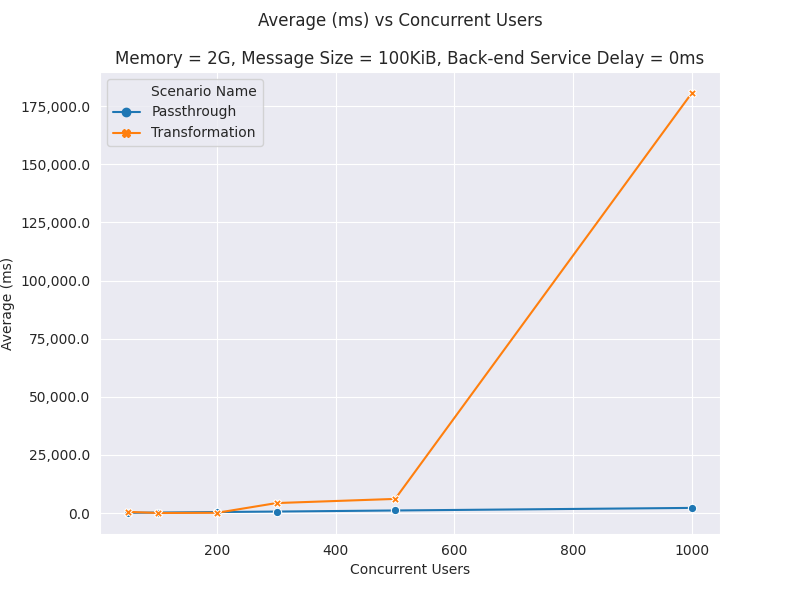 Average (ms) vs Concurrent Users
Memory = 2G, Message Size = 100KiB, Back-end Service Delay = 0ms
Scenario Name
Passthrough
Transformation
175,000.0
150,000.0
125,000.0
100,000.0
75,000.0
50,000.0
25,000.0
0.0
Average (ms)
200
400
600
800
1000
Concurrent Users